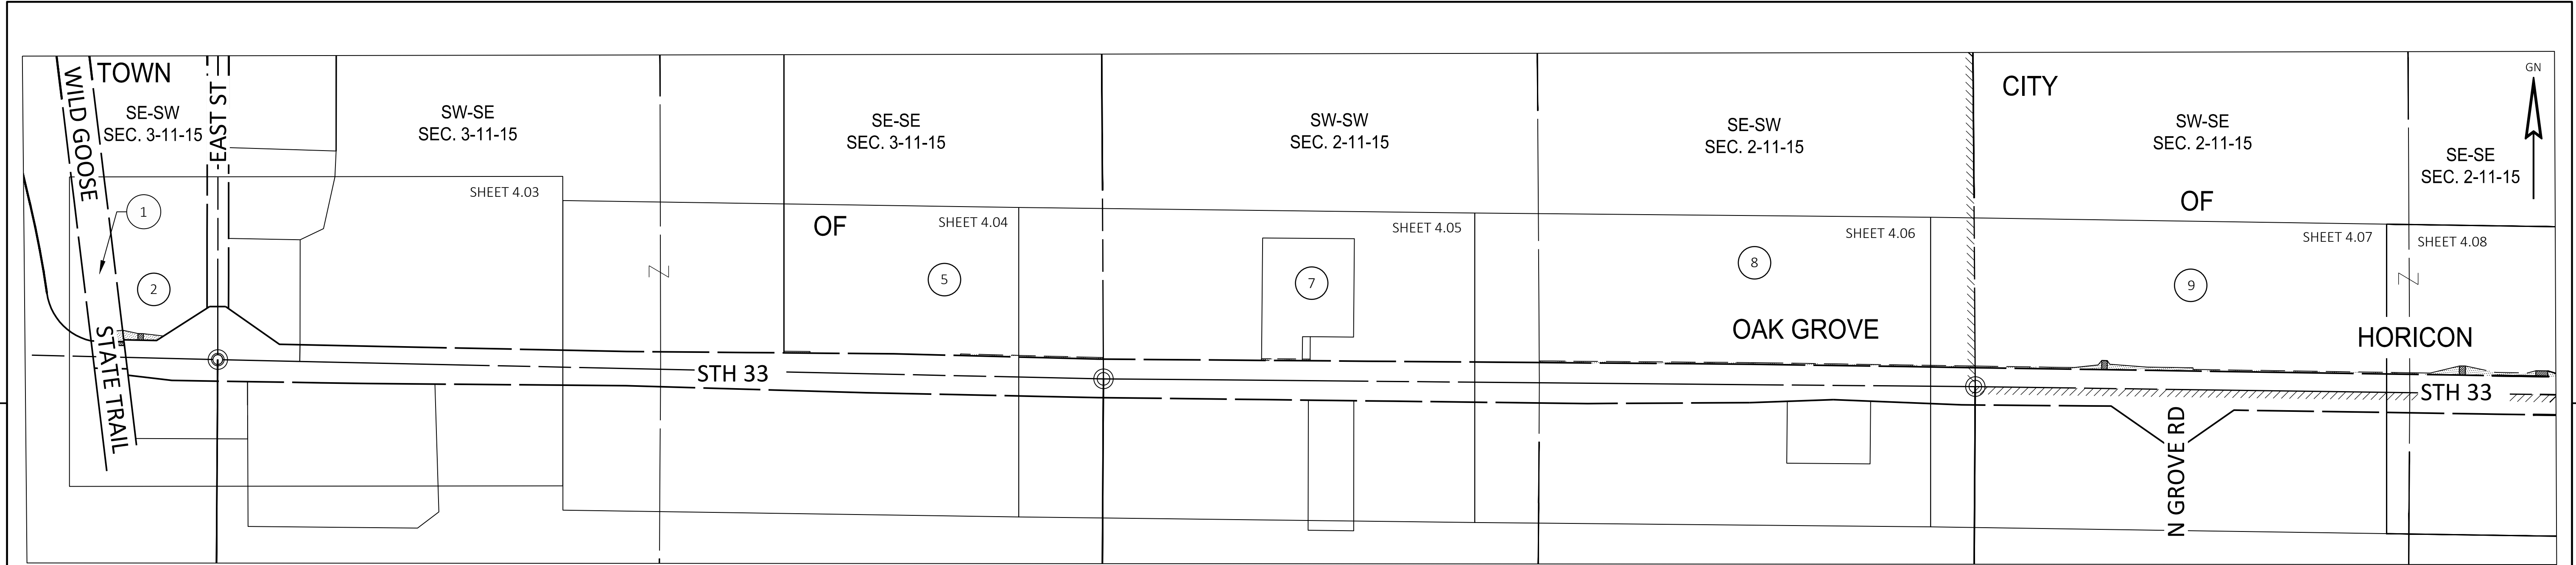 TOWN
OF
OAK GROVE
CITY
OF
HORICON
GN
WILD GOOSE
STATE TRAIL
EAST ST
SE-SW
SEC. 3-11-15
SW-SE
SEC. 3-11-15
SE-SE
SEC. 3-11-15
SW-SW
SEC. 2-11-15
SE-SW
SEC. 2-11-15
SW-SE
SEC. 2-11-15
SE-SE
SEC. 2-11-15
SHEET 4.03
SHEET 4.04
SHEET 4.05
SHEET 4.06
SHEET 4.07
SHEET 4.08
1
2
5
7
8
9
STH 33
STH 33
N GROVE RD